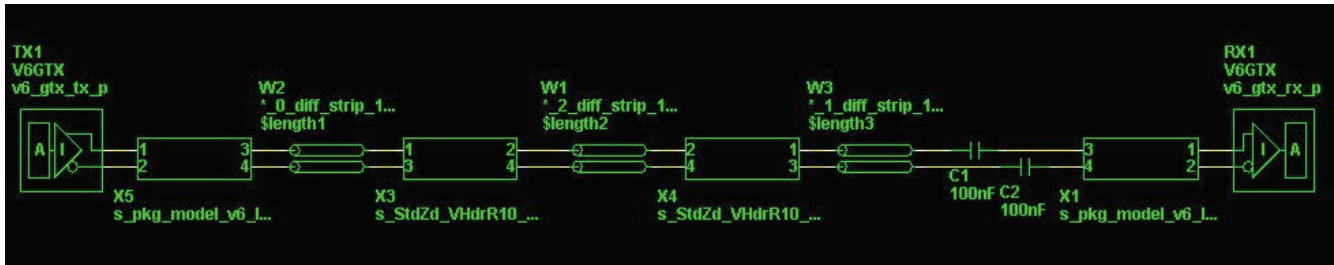 TX1
V6GTX
v6_gtx_tx_p
A
I
1
2
3
4
X5
s_pkg_model_v6_l...
W2
*_0_diff_strip_1...
$length1
1
3
2
4
X3
s_StdZd_VHdrR10_...
W1
*_2_diff_strip_1...
$length2
2
4
1
3
X4
s_StdZd_VHdrR10_...
W3
*_1_diff_strip_1...
$length3
C1
100nF
C2
100nF
3
4
1
2
X1
s_pkg_model_v6_l...
RX1
V6GTX
v6_gtx_rx_p
I
A